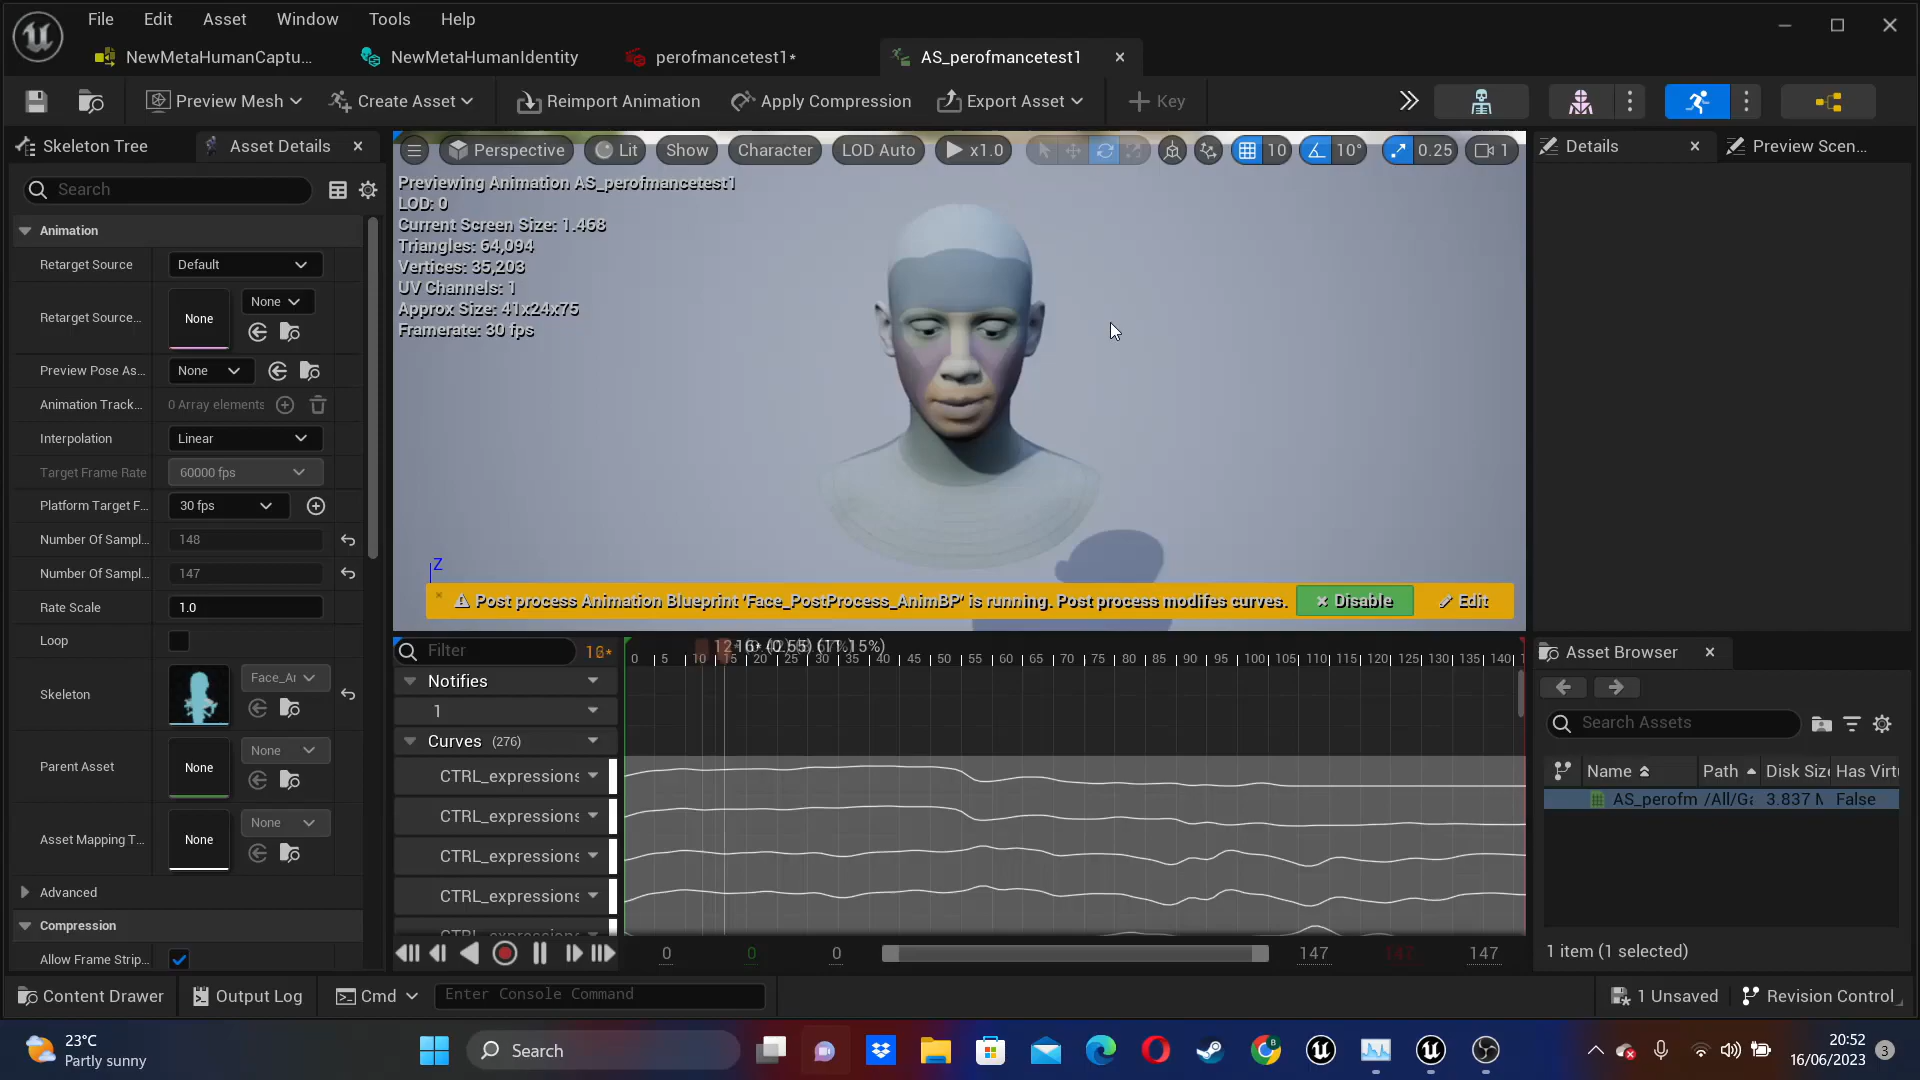 File Edit Asset Window Tools Help
NewMetaHumanCaptu... NewMetaHumanIdentity perofmancetest1* AS_perofmancetest1
Preview Mesh Create Asset Reimport Animation Apply Compression Export Asset Key
Skeleton Tree Asset Details
Search
Animation
Retarget Source Default
None
Retarget Source... None
Preview Pose As... None
Animation Track... 0 Array elements
Interpolation Linear
Target Frame Rate 60000 fps
Platform Target F... 30 fps
Number Of Sampl... 148
Number Of Sampl... 147
Rate Scale 1.0
Loop
Skeleton Face_Ar
None
Parent Asset None
None
Asset Mapping T... None
Advanced
Compression
Allow Frame Strip...
Perspective Lit Show Character LOD Auto x1.0 10 10° 0.25 1
Previewing Animation AS_perofmancetest1
LOD: 0
Current Screen Size: 1.468
Triangles: 64,094
Vertices: 35,203
UV Channels: 1
Approx Size: 41x24x75
Framerate: 30 fps
Z
Post process Animation Blueprint 'Face_PostProcess_AnimBP' is running. Post process modifes curves. Disable Edit
Filter
0 5 10 15 20 25 30 35 40 45 50 55 60 65 70 75 80 85 90 95 100 105 110 115 120 125 130 135 140
Notifies
1
Curves (276)
CTRL_expressions
CTRL_expressions
CTRL_expressions
CTRL_expressions
0 0 0 147 147 147
Details Preview Scen...
Asset Browser
Search Assets
Name Path Disk Size Has Virtu
AS_perofm /All/Ga 3.837 M False
1 item (1 selected)
Content Drawer Output Log Cmd Enter Console Command 1 Unsaved Revision Control
23°C
Partly sunny
Search
20:52
16/06/2023
3